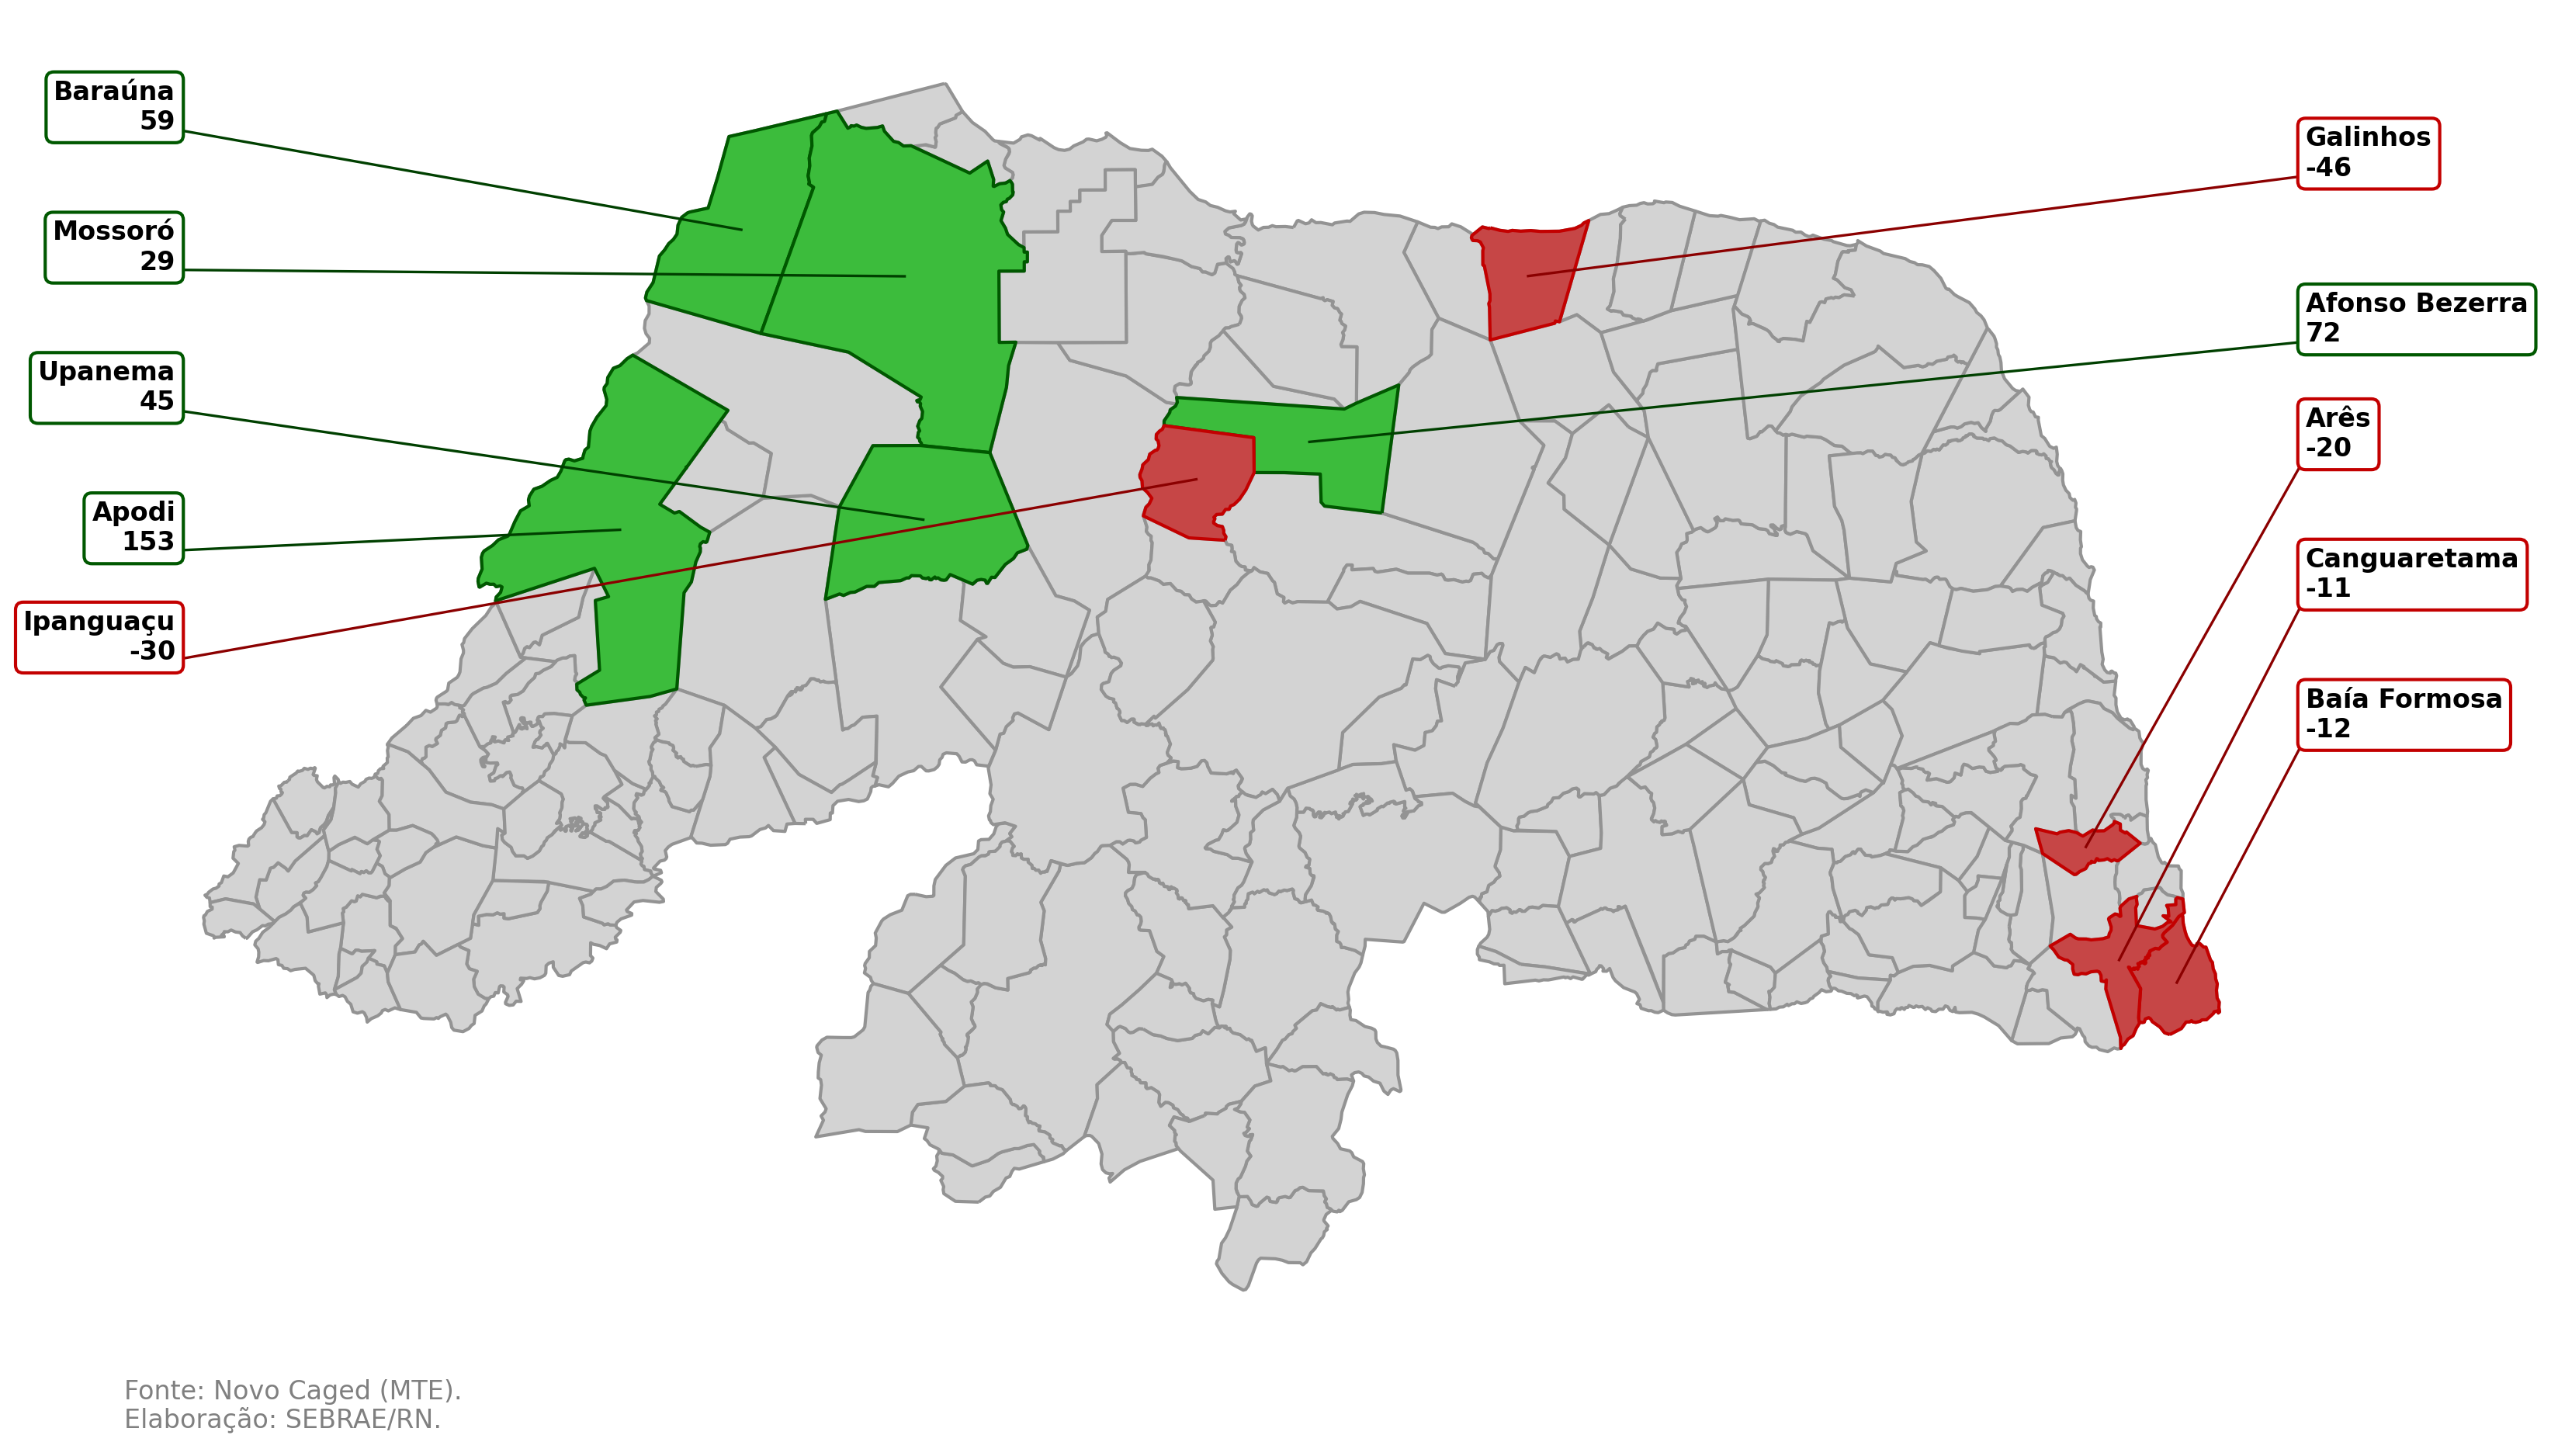 Baraúna
59
Mossoró
29
Upanema
45
Apodi
153
Ipanguaçu
-30
Galinhos
-46
Afonso Bezerra
72
Arês
-20
Canguaretama
-11
Baía Formosa
-12
Fonte: Novo Caged (MTE).
Elaboração: SEBRAE/RN.